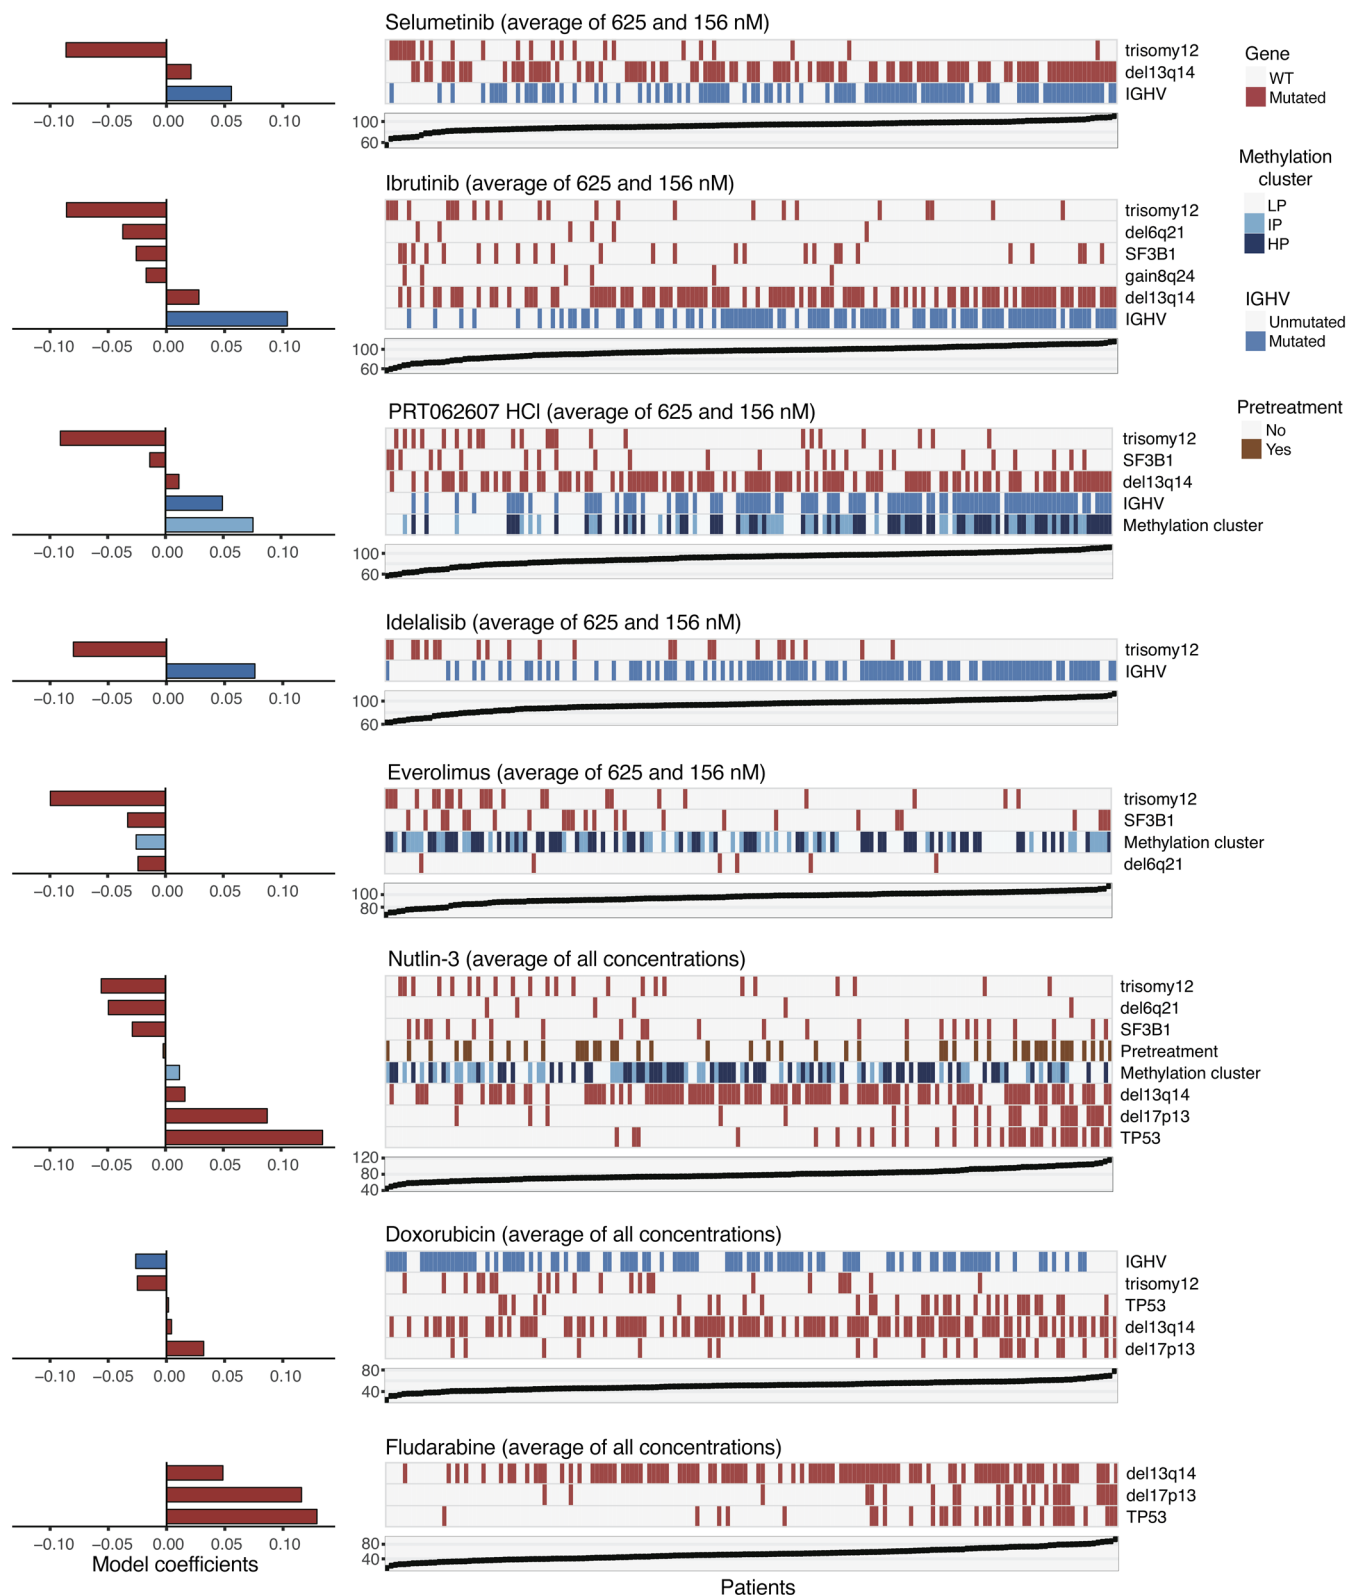 Selumetinib (average of 625 and 156 nM)
trisomy12
del13q14
IGHV
−0.10 −0.05 0.00 0.05 0.10
100
60
Gene
WT
Mutated
Methylation
cluster
LP
IP
HP
IGHV
Unmutated
Mutated
Pretreatment
No
Yes
Ibrutinib (average of 625 and 156 nM)
trisomy12
del6q21
SF3B1
gain8q24
del13q14
IGHV
−0.10 −0.05 0.00 0.05 0.10
100
60
PRT062607 HCl (average of 625 and 156 nM)
trisomy12
SF3B1
del13q14
IGHV
Methylation cluster
−0.10 −0.05 0.00 0.05 0.10
100
60
Idelalisib (average of 625 and 156 nM)
trisomy12
IGHV
−0.10 −0.05 0.00 0.05 0.10
100
60
Everolimus (average of 625 and 156 nM)
trisomy12
SF3B1
Methylation cluster
del6q21
−0.10 −0.05 0.00 0.05 0.10
100
80
Nutlin-3 (average of all concentrations)
trisomy12
del6q21
SF3B1
Pretreatment
Methylation cluster
del13q14
del17p13
TP53
−0.10 −0.05 0.00 0.05 0.10
120
80
40
Doxorubicin (average of all concentrations)
IGHV
trisomy12
TP53
del13q14
del17p13
−0.10 −0.05 0.00 0.05 0.10
80
40
Fludarabine (average of all concentrations)
del13q14
del17p13
TP53
−0.10 −0.05 0.00 0.05 0.10
80
40
Model coefficients
Patients